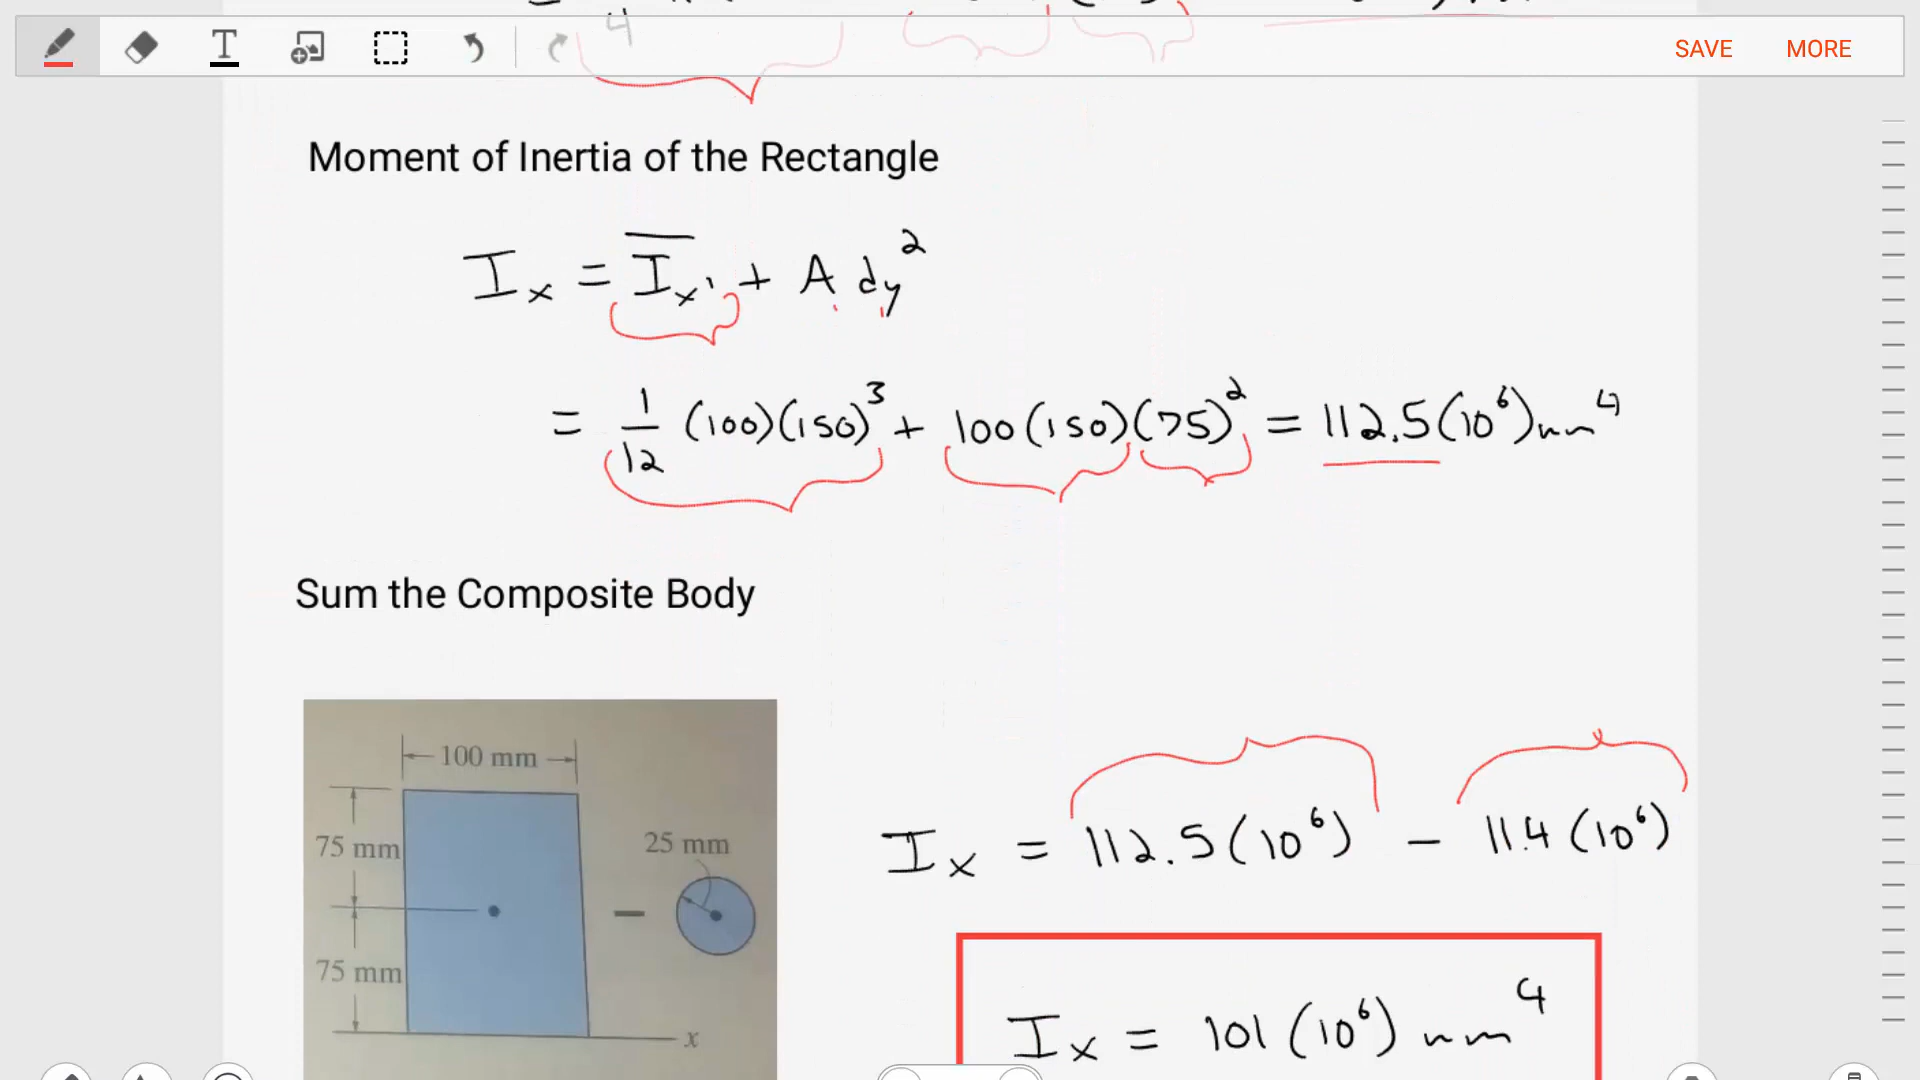 4
T
SAVE MORE
Moment of Inertia of the Rectangle
Ix = Ix' + A dy²
= 1/12 (100)(150)³ + 100(150)(75)² = 112.5(10⁶)mm⁴
Sum the Composite Body
100 mm
75 mm
25 mm
75 mm
x
Ix = 112.5(10⁶) − 11.4(10⁶)
Ix = 101(10⁶) mm⁴